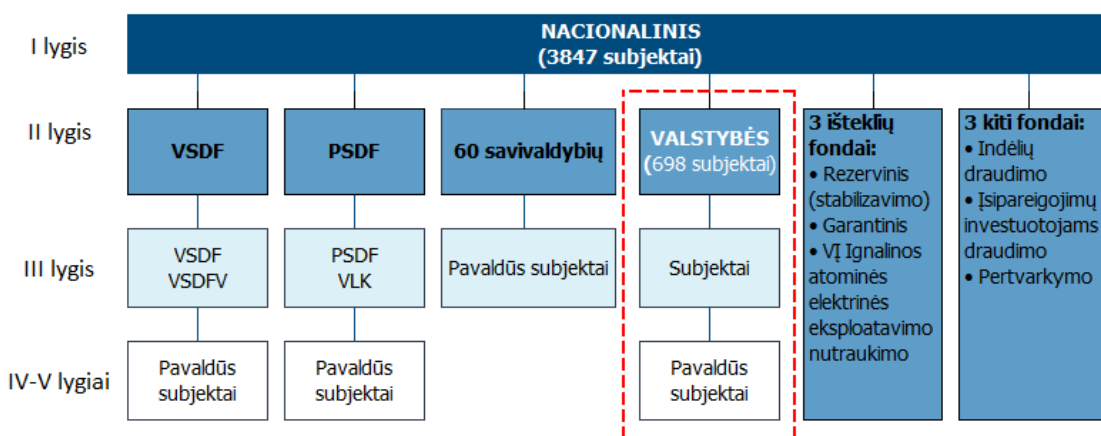 I lygis
NACIONALINIS
(3847 subjektai)
II lygis
VSDF
PSDF
60 savivaldybių
VALSTYBĖS
(698 subjektai)
3 išteklių
fondai:
• Rezervinis
(stabilizavimo)
• Garantinis
• VĮ Ignalinos
atominės
elektrinės
eksploatavimo
nutraukimo
3 kiti fondai:
• Indėlių
draudimo
• Įsipareigojimų
investuotojams
draudimo
• Pertvarkymo
III lygis
VSDF
VSDFV
PSDF
VLK
Pavaldūs subjektai
Subjektai
IV-V lygiai
Pavaldūs
subjektai
Pavaldūs
subjektai
Pavaldūs
subjektai